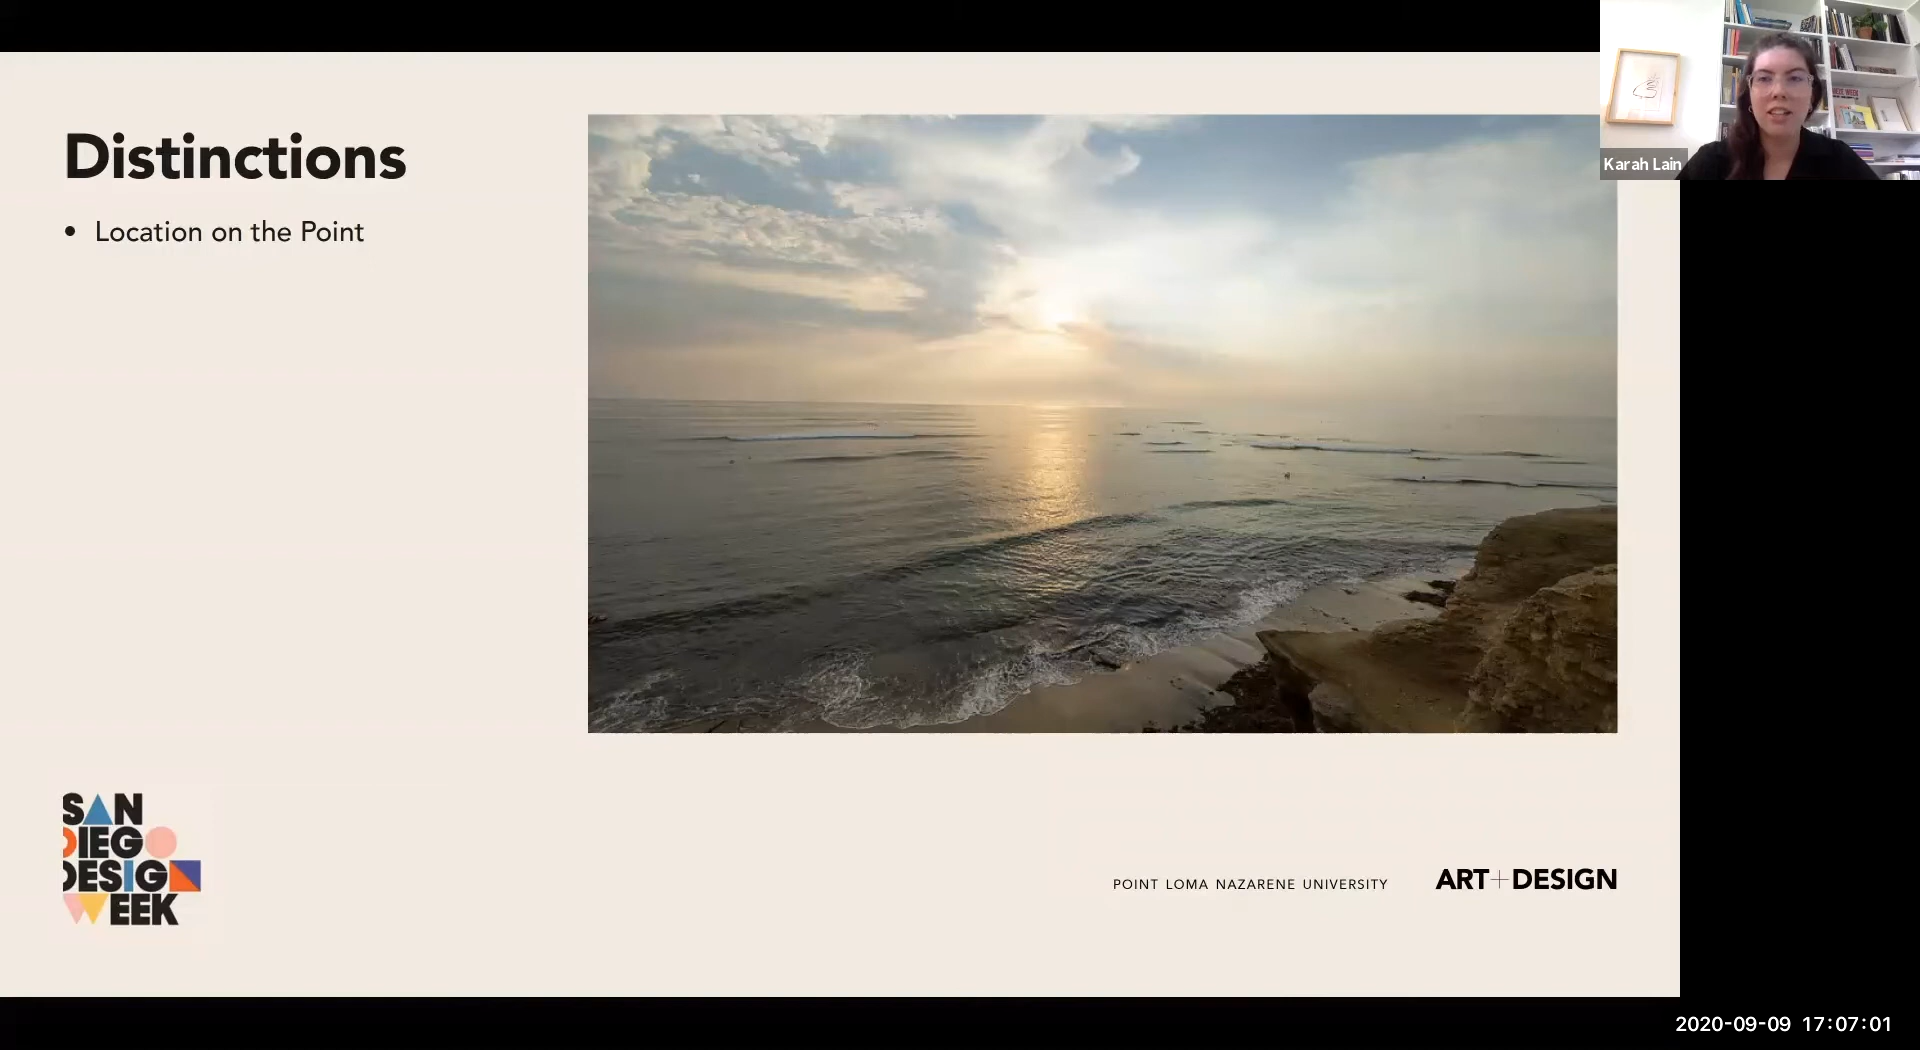 Distinctions
• Location on the Point
Karah Lain
SAN
DIEGO
DESIGN
WEEK
POINT LOMA NAZARENE UNIVERSITY
ART+DESIGN
2020-09-09 17:07:01